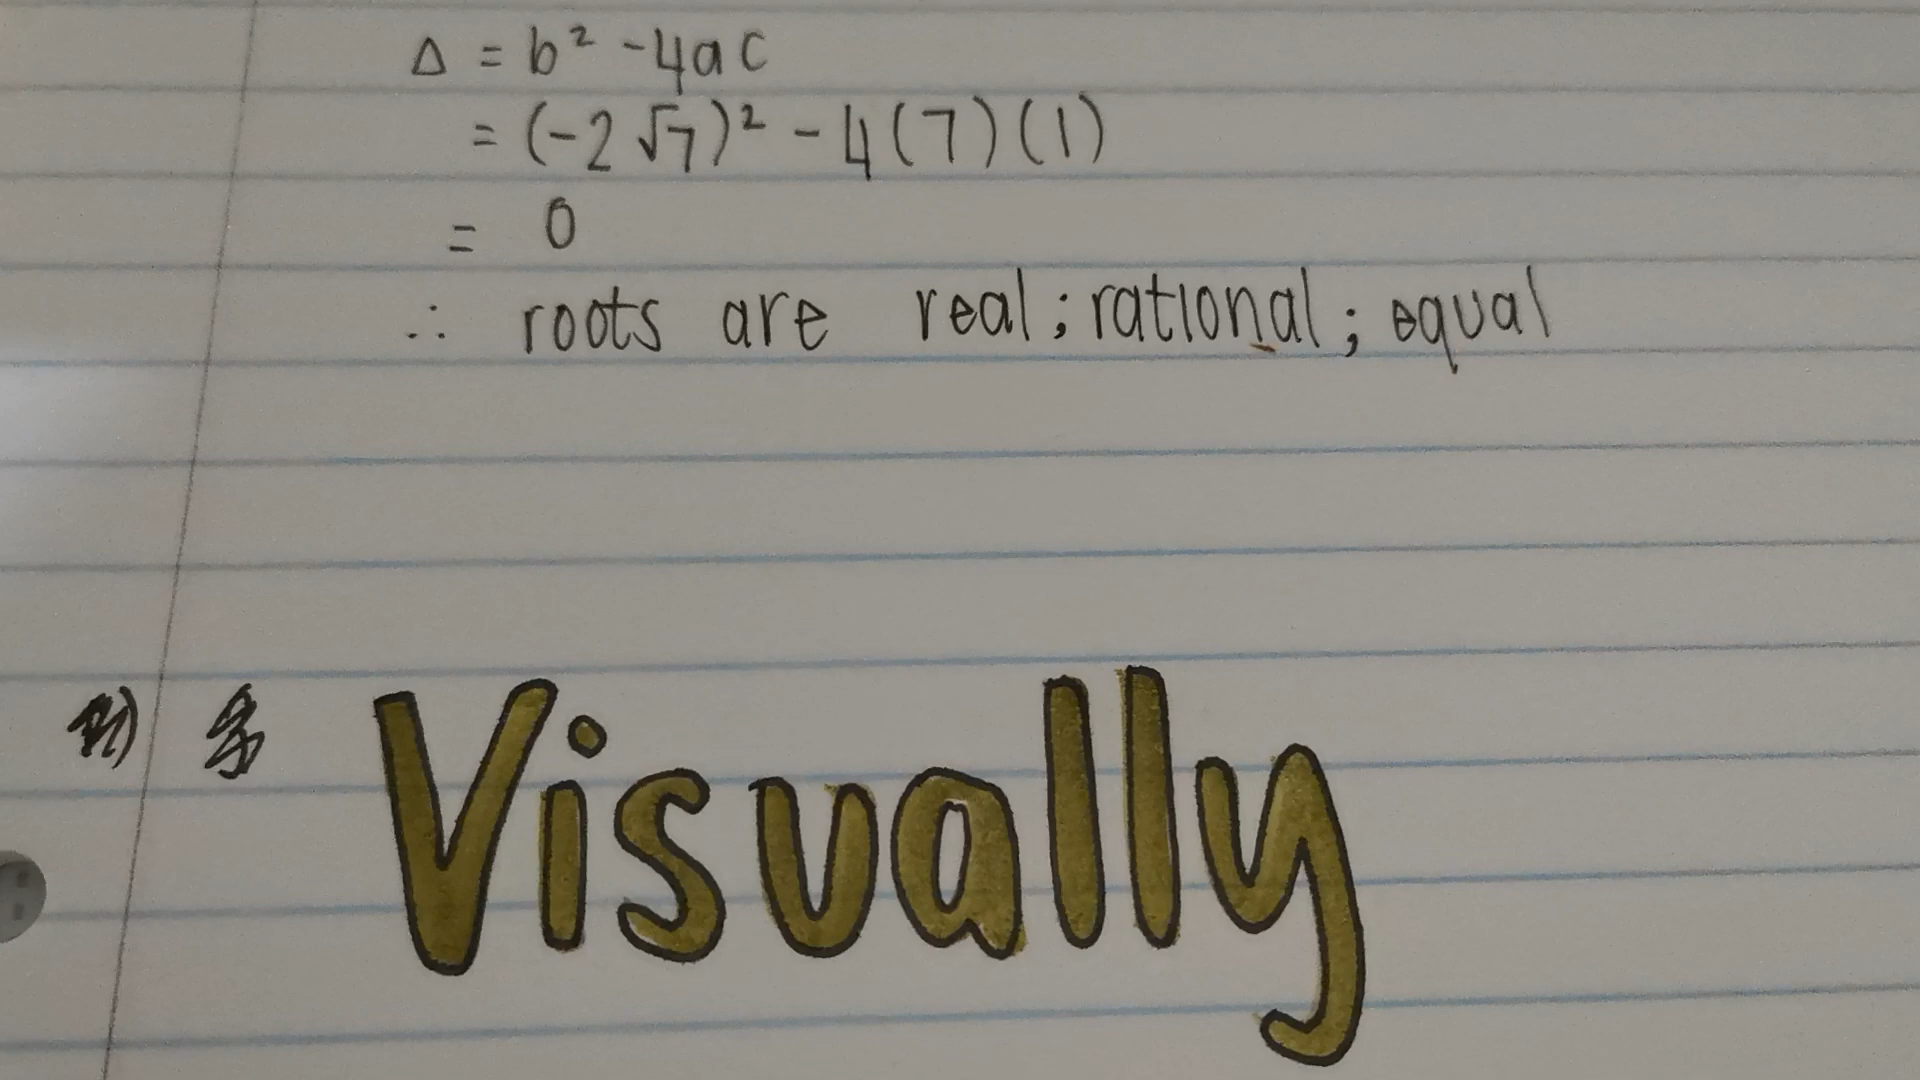 Δ = b² - 4ac
= (-2√7)² - 4(7)(1)
= 0
∴ roots are real; rational; equal
Visually